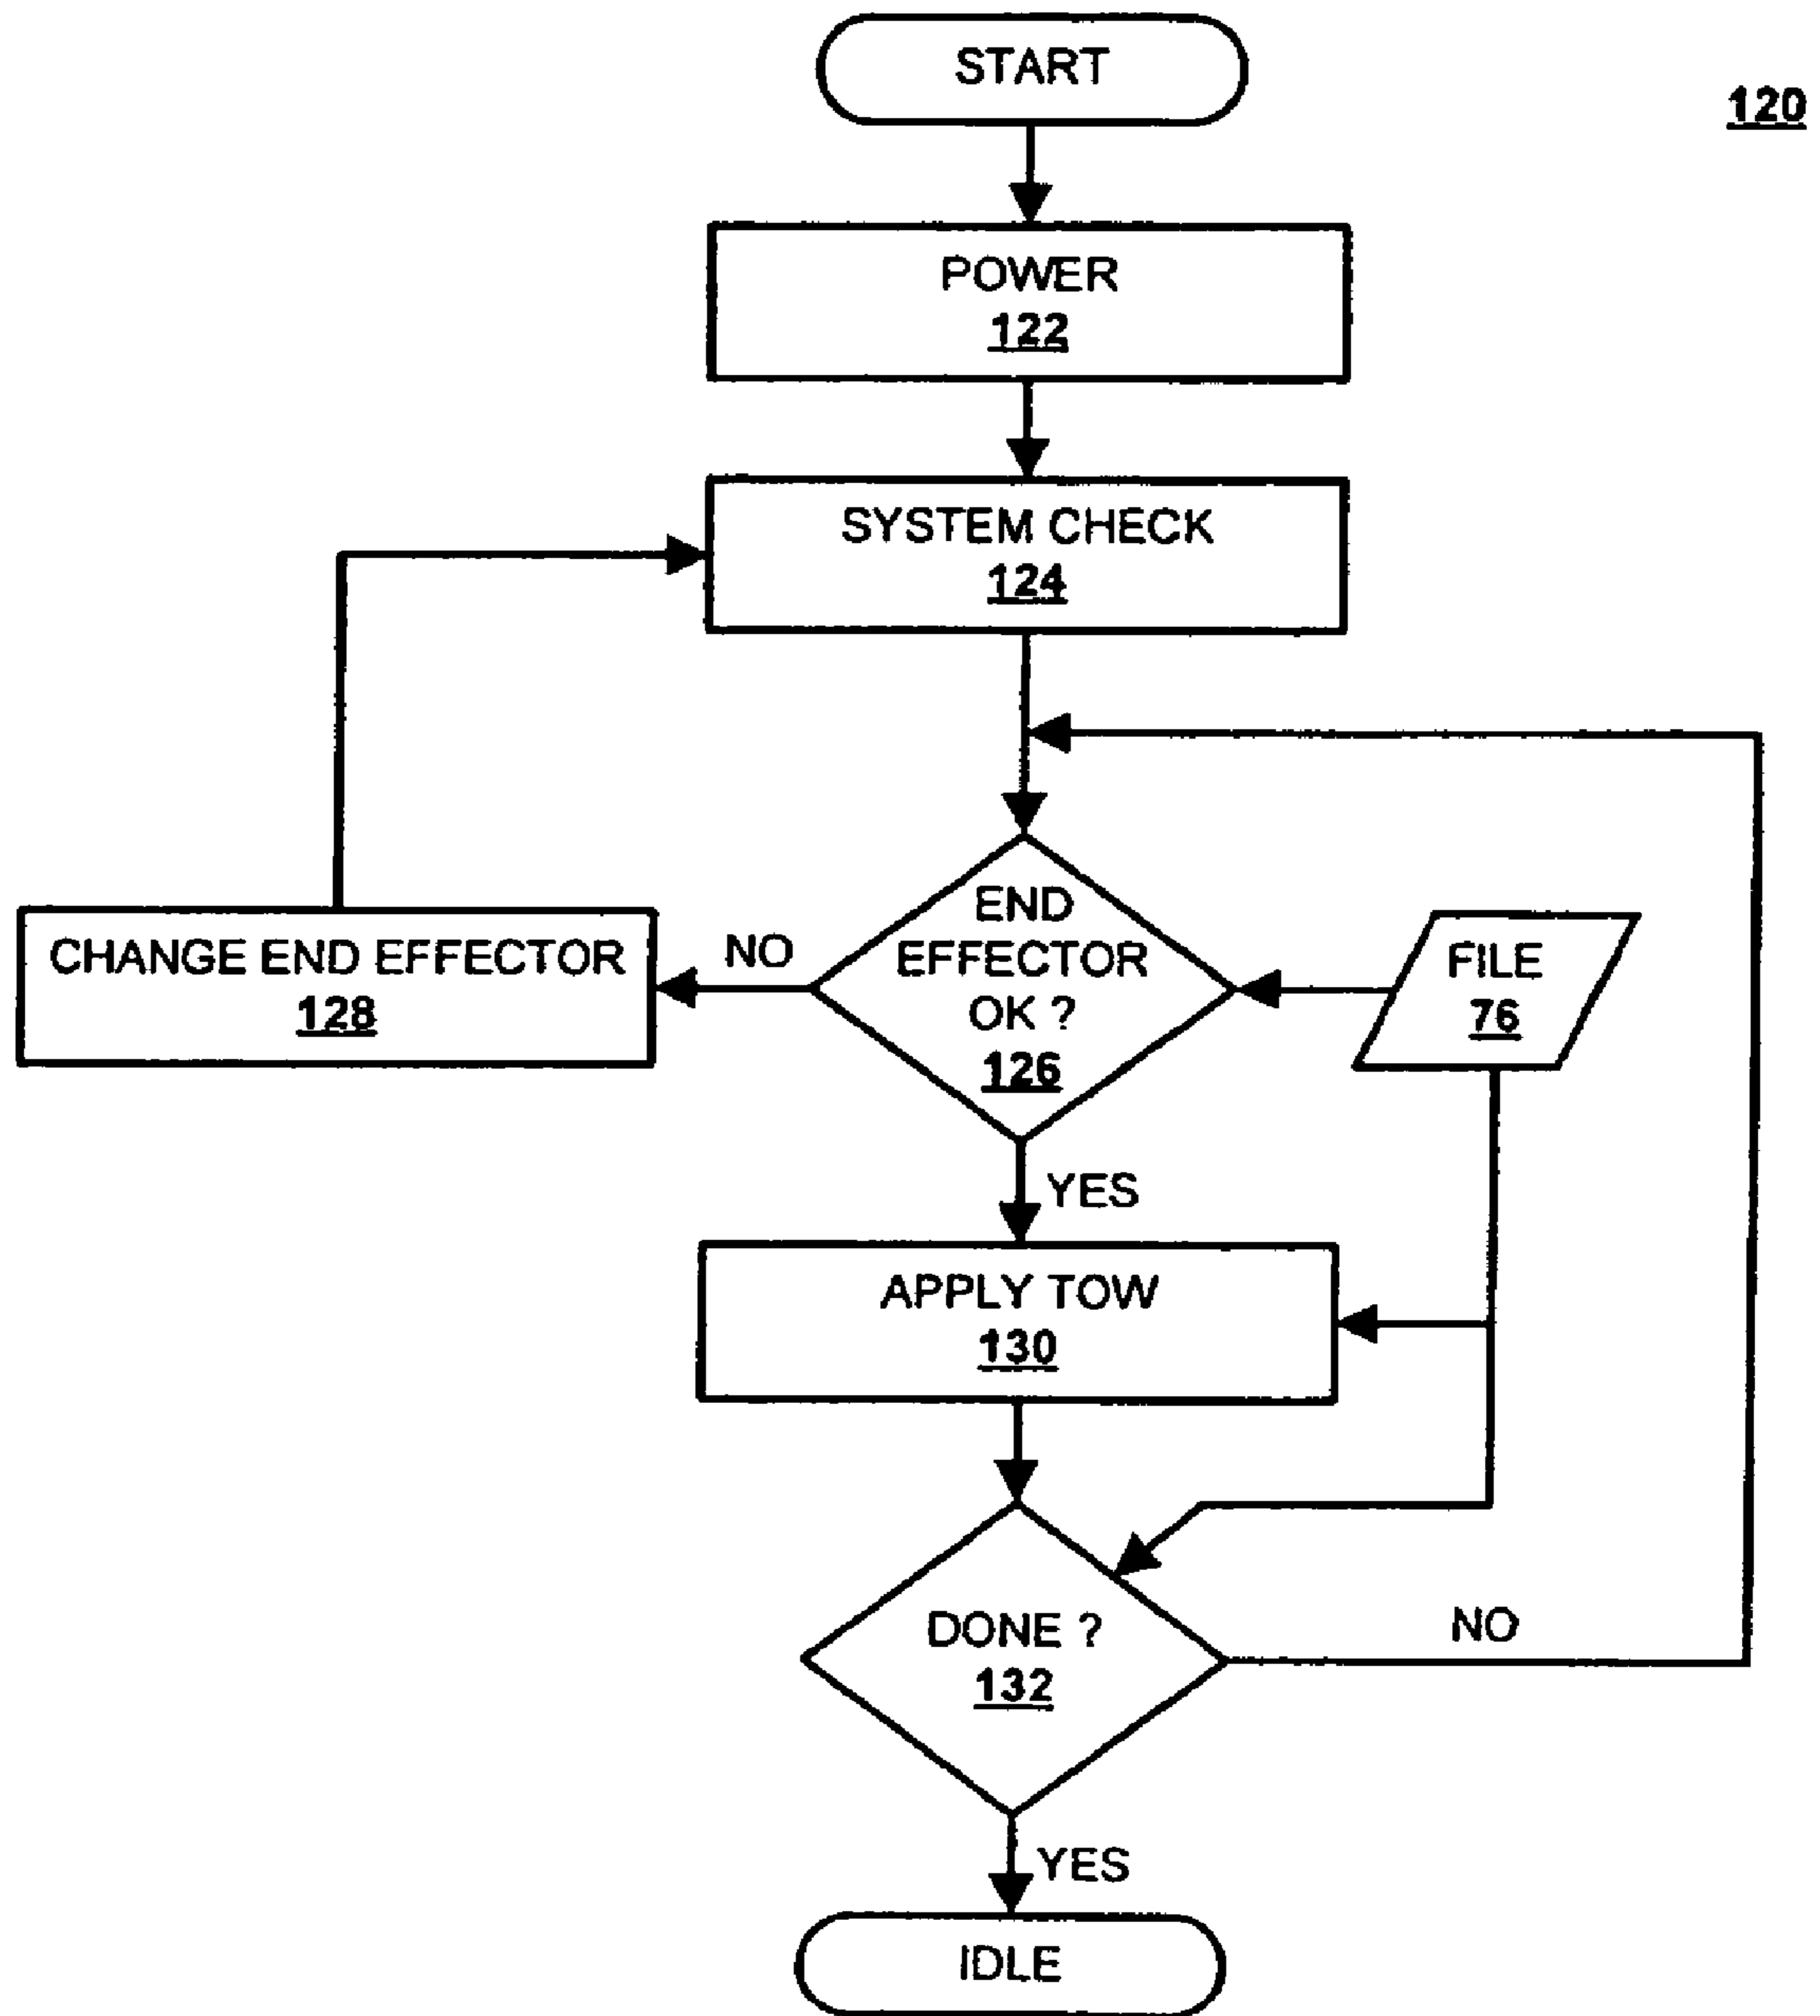 START
120
POWER
122
SYSTEM CHECK
124
END
EFFECTOR
OK ?
126
NO
CHANGE END EFFECTOR
128
FILE
76
YES
APPLY TOW
130
DONE ?
132
NO
YES
IDLE